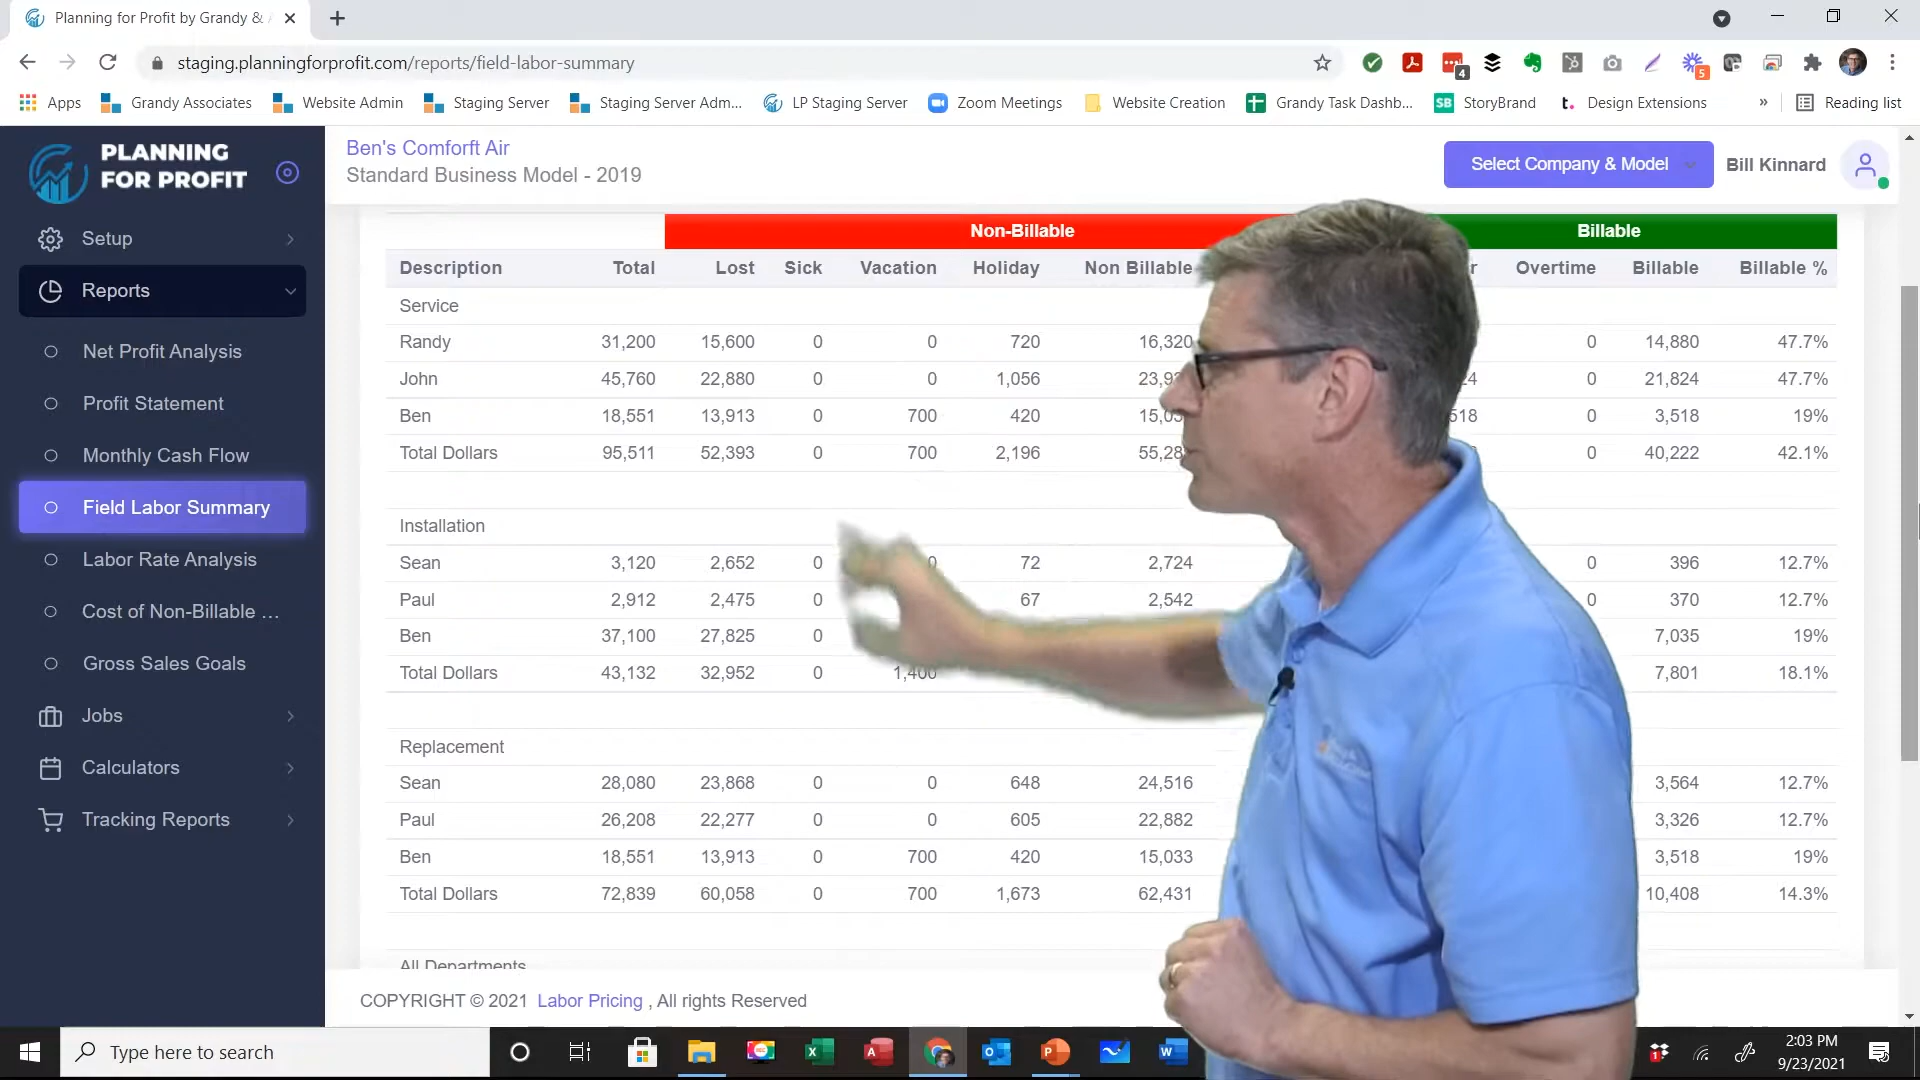 Planning for Profit by Grandy &
staging.planningforprofit.com/reports/field-labor-summary
4
5
Apps Grandy Associates Website Admin Staging Server Staging Server Adm... LP Staging Server Zoom Meetings Website Creation Grandy Task Dashb... SB StoryBrand t. Design Extensions » Reading list
PLANNING FOR PROFIT
Setup
Reports
Net Profit Analysis
Profit Statement
Monthly Cash Flow
Field Labor Summary
Labor Rate Analysis
Cost of Non-Billable ...
Gross Sales Goals
Jobs
Calculators
Tracking Reports
Ben's Comforft Air
Standard Business Model - 2019
Select Company & Model
Bill Kinnard
Non-Billable Billable
Description Total Lost Sick Vacation Holiday Non Billable Overtime Billable Billable %
Service
Randy 31,200 15,600 0 0 720 16,320 0 14,880 47.7%
John 45,760 22,880 0 0 1,056 0 21,824 47.7%
Ben 18,551 13,913 0 700 420 0 3,518 19%
Total Dollars 95,511 52,393 0 700 2,196 0 40,222 42.1%
Installation
Sean 3,120 2,652 0 0 72 2,724 0 396 12.7%
Paul 2,912 2,475 0 67 2,542 0 370 12.7%
Ben 37,100 27,825 0 7,035 19%
Total Dollars 43,132 32,952 0 1,400 7,801 18.1%
Replacement
Sean 28,080 23,868 0 0 648 24,516 3,564 12.7%
Paul 26,208 22,277 0 0 605 22,882 3,326 12.7%
Ben 18,551 13,913 0 700 420 15,033 3,518 19%
Total Dollars 72,839 60,058 0 700 1,673 62,431 10,408 14.3%
All Departments
COPYRIGHT © 2021 Labor Pricing , All rights Reserved
Type here to search
2:03 PM
9/23/2021